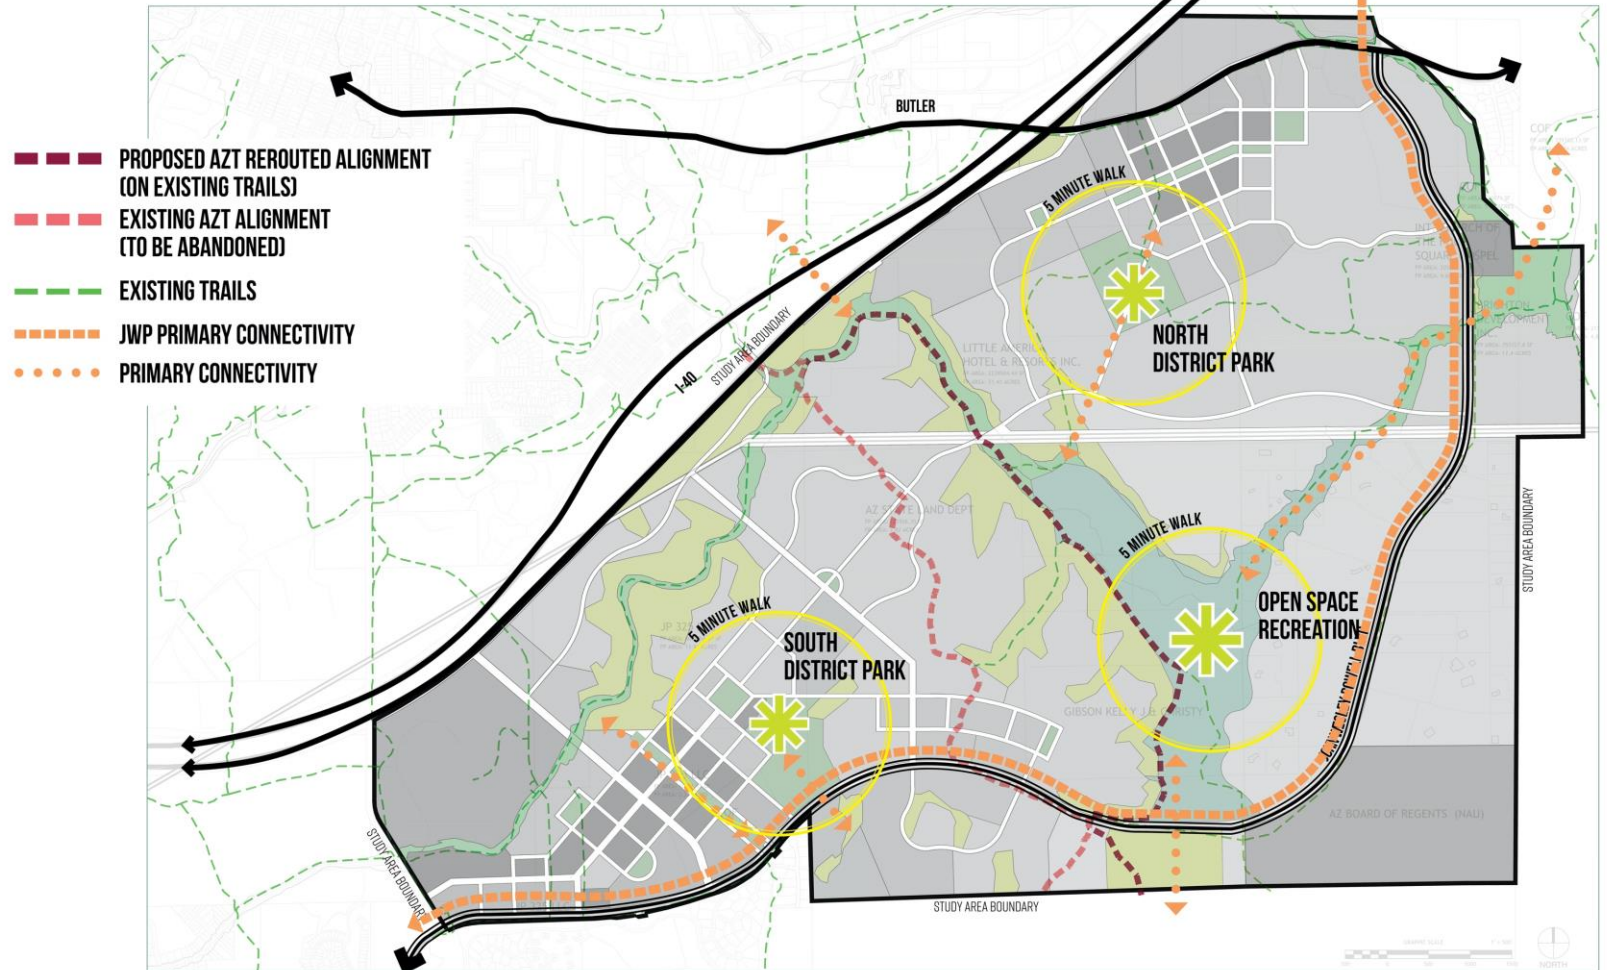 BUTLER
PROPOSED AZT REROUTED ALIGNMENT
(ON EXISTING TRAILS)
EXISTING AZT ALIGNMENT
(TO BE ABANDONED)
EXISTING TRAILS
JWP PRIMARY CONNECTIVITY
PRIMARY CONNECTIVITY
5 MINUTE WALK
NORTH
DISTRICT PARK
LITTLE AMERICA
HOTEL & RESORTS INC.
STUDY AREA BOUNDARY
I-40
AZ STATE LAND DEPT
5 MINUTE WALK
OPEN SPACE
RECREATION
STUDY AREA BOUNDARY
5 MINUTE WALK
SOUTH
DISTRICT PARK
GIBSON KELLY J & CHRISTY
AZ BOARD OF REGENTS (NAU)
STUDY AREA BOUNDARY
STUDY AREA BOUNDARY
NORTH